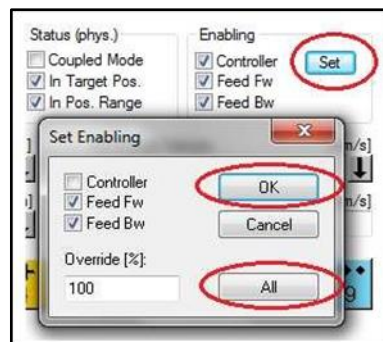 Status (phys.)
Enabling
Coupled Mode
Controller
Set
In Target Pos.
Feed Fw
In Pos. Range
Feed Bw
Set Enabling
m/s]
Controller
OK
Feed Fw
m/s]
Feed Bw
Cancel
Override [%]:
100
All
9